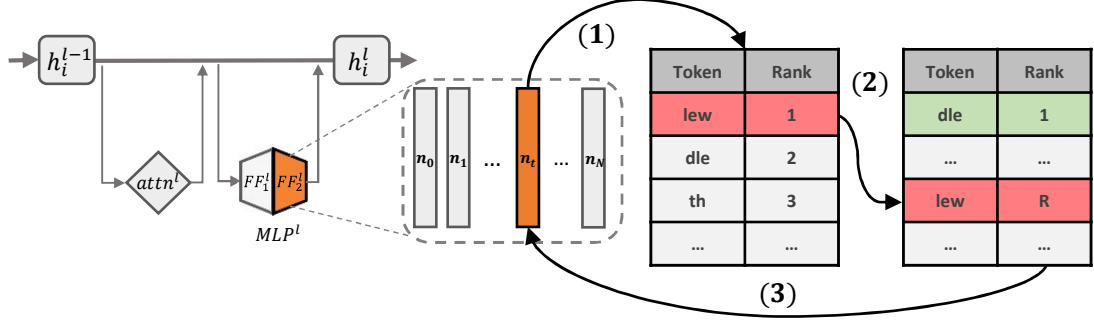 h_i^{l-1}
h_i^l
attn^l
FF_1^l FF_2^l
MLP^l
n_0 n_1 ... n_t ... n_N
(1)
Token Rank
lew 1
dle 2
th 3
... ...
(2)
Token Rank
dle 1
... ...
lew R
... ...
(3)